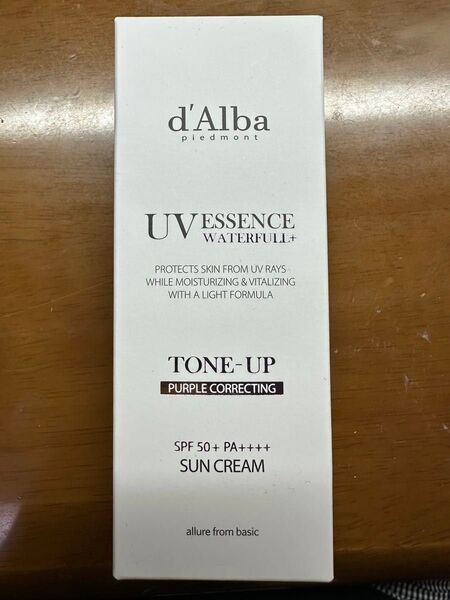 d'Alba
piedmont
UV ESSENCE
WATERFULL+
PROTECTS SKIN FROM UV RAYS
WHILE MOISTURIZING & VITALIZING
WITH A LIGHT FORMULA
TONE-UP
PURPLE CORRECTING
SPF 50+ PA++++
SUN CREAM
allure from basic